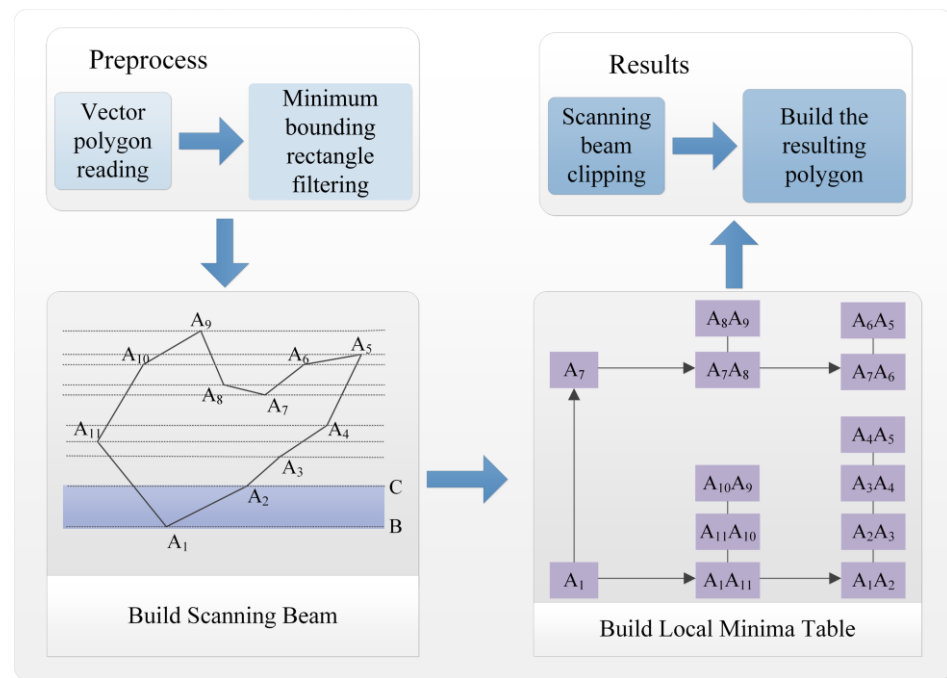 Preprocess
Vector
polygon
reading
Minimum
bounding
rectangle
filtering
Results
Scanning
beam
clipping
Build the
resulting
polygon
A₉
A₁₀
A₆
A₅
A₈
A₇
A₁₁
A₄
A₃
A₂
C
B
A₁
Build Scanning Beam
A₈A₉
A₆A₅
A₇
A₇A₈
A₇A₆
A₄A₅
A₁₀A₉
A₃A₄
A₁₁A₁₀
A₂A₃
A₁
A₁A₁₁
A₁A₂
Build Local Minima Table